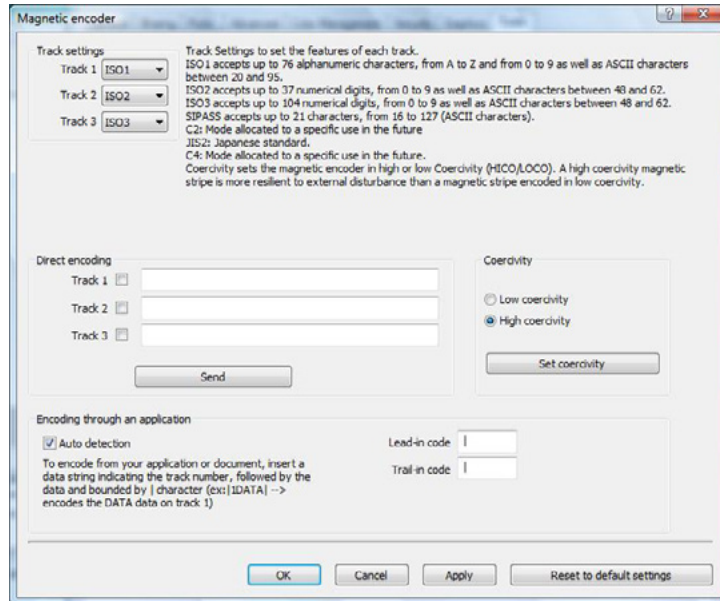 Magnetic encoder
Track settings
Track 1 ISO1
Track 2 ISO2
Track 3 ISO3
Track Settings to set the features of each track.
ISO1 accepts up to 76 alphanumeric characters, from A to Z and from 0 to 9 as well as ASCII characters
between 20 and 95.
ISO2 accepts up to 37 numerical digits, from 0 to 9 as well as ASCII characters between 48 and 62.
ISO3 accepts up to 104 numerical digits, from 0 to 9 as well as ASCII characters between 48 and 62.
SIPASS accepts up to 21 characters, from 16 to 127 (ASCII characters).
C2: Mode allocated to a specific use in the future
JIS2: Japanese standard.
C4: Mode allocated to a specific use in the future.
Coercivity sets the magnetic encoder in high or low Coercivity (HICO/LOCO). A high coercivity magnetic
stripe is more resilient to external disturbance than a magnetic stripe encoded in low coercivity.
Direct encoding
Track 1
Track 2
Track 3
Send
Coercivity
Low coercivity
High coercivity
Set coercivity
Encoding through an application
Auto detection
To encode from your application or document, insert a
data string indicating the track number, followed by the
data and bounded by | character (ex:|1DATA| -->
encodes the DATA data on track 1)
Lead-in code |
Trail-in code |
OK Cancel Apply Reset to default settings